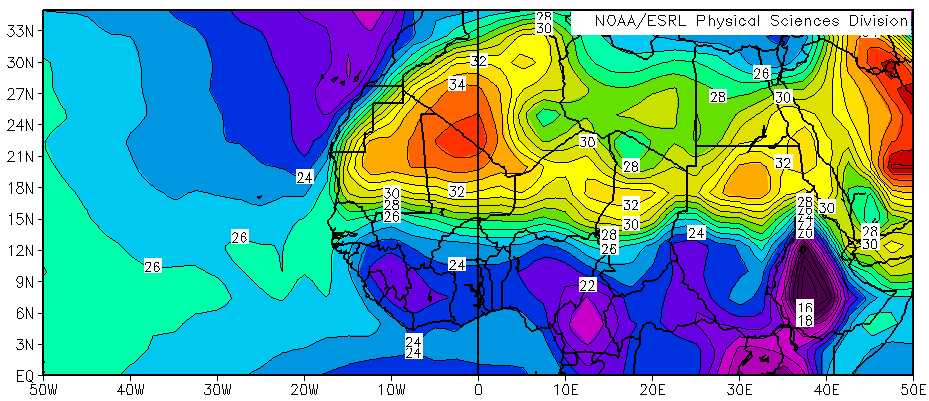 NOAA/ESRL Physical Sciences Division
33N 28 30
30N 32 26
27N 34 28 30
24N
21N 30 28 32
18N 24 30 32 32 28 30
15N 28 26 30 26 24 22 20
12N 26 26 24 28 26 24 28 30
9N 22
6N 16 18
3N 24 24
EQ
50W 40W 30W 20W 10W 0 10E 20E 30E 40E 50E